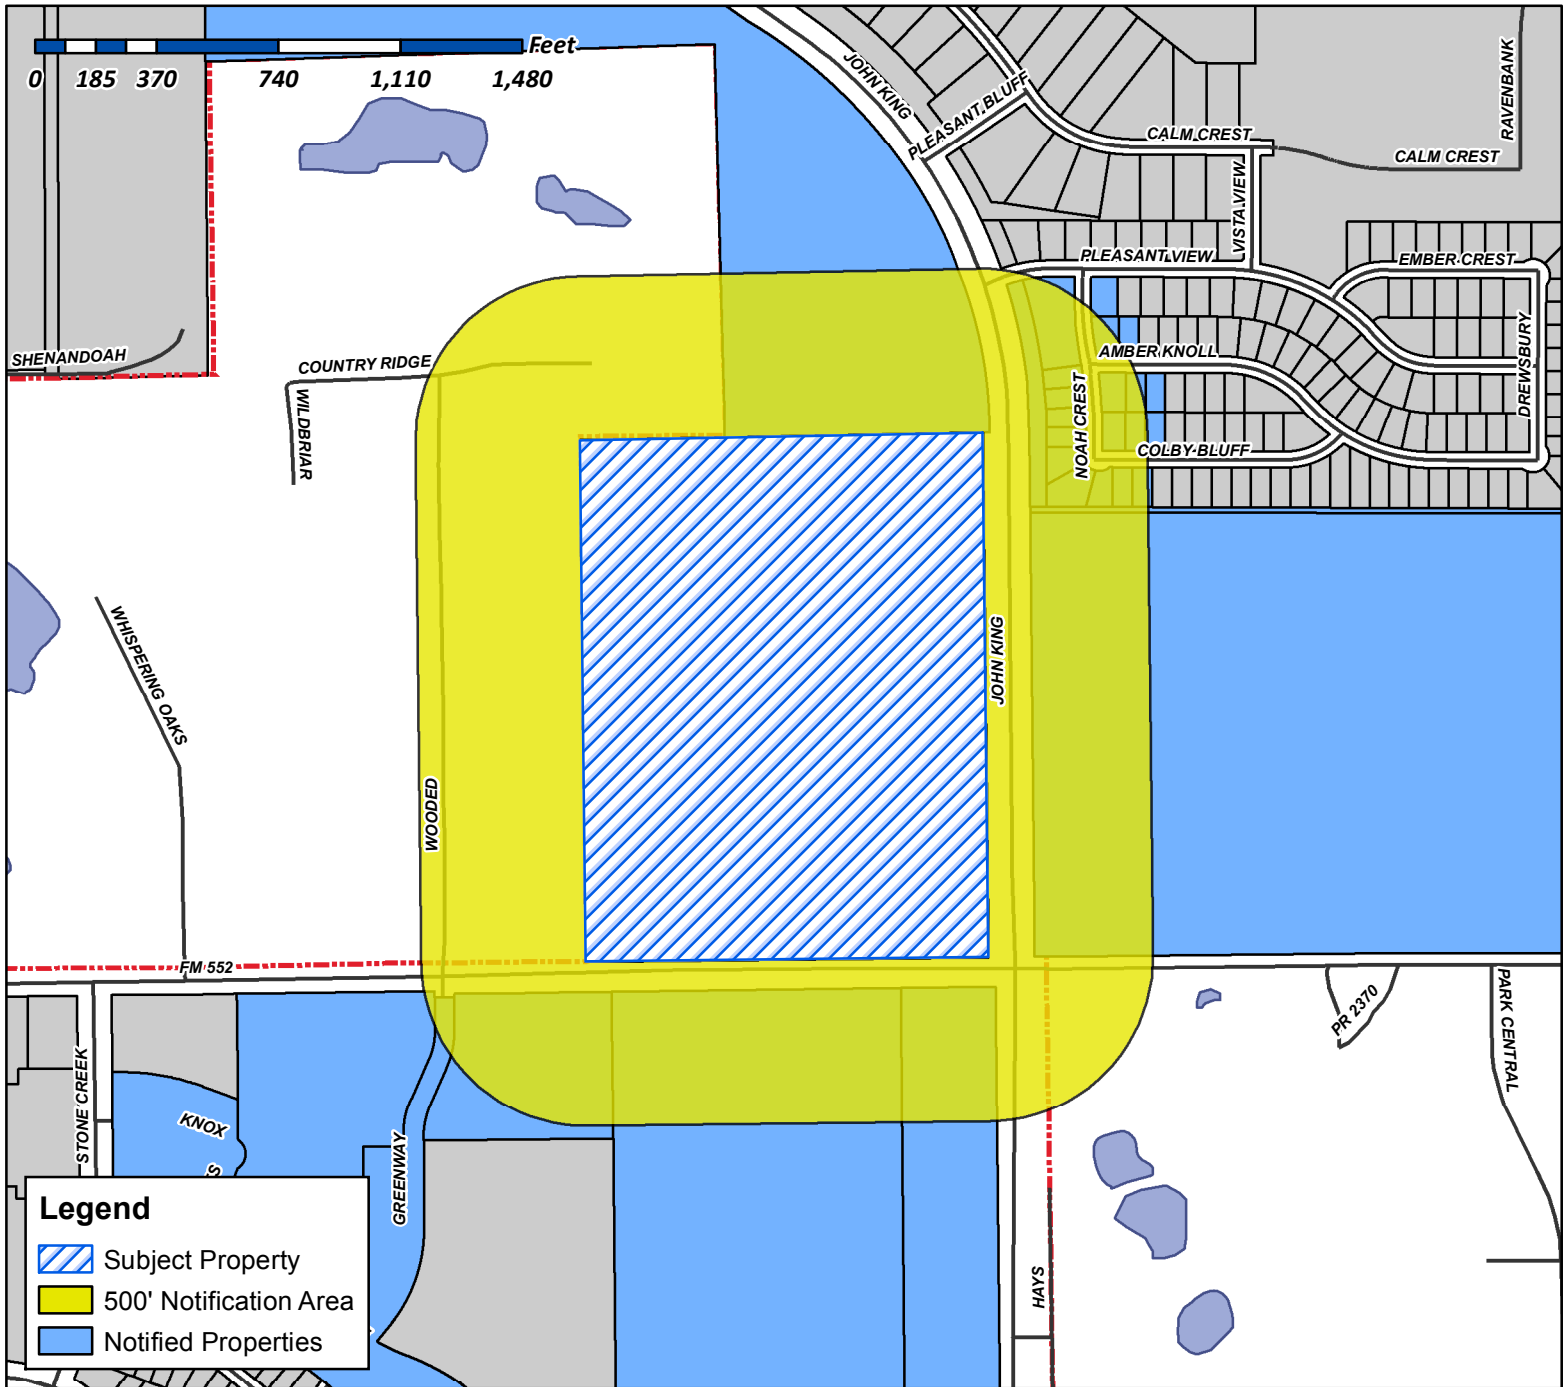 Feet
0 185 370 740 1,110 1,480
JOHN KING
PLEASANT BLUFF
CALM CREST
CALM CREST
RAVENBANK
VISTA VIEW
PLEASANT VIEW
EMBER CREST
SHENANDOAH
COUNTRY RIDGE
WILDBRIAR
AMBER KNOLL
DREWSBURY
NOAH CREST
COLBY BLUFF
WHISPERING OAKS
JOHN KING
WOODED
FM 552
STONE CREEK
KNOX
GREENWAY
PR 2370
PARK CENTRAL
HAYS
Legend
Subject Property
500' Notification Area
Notified Properties